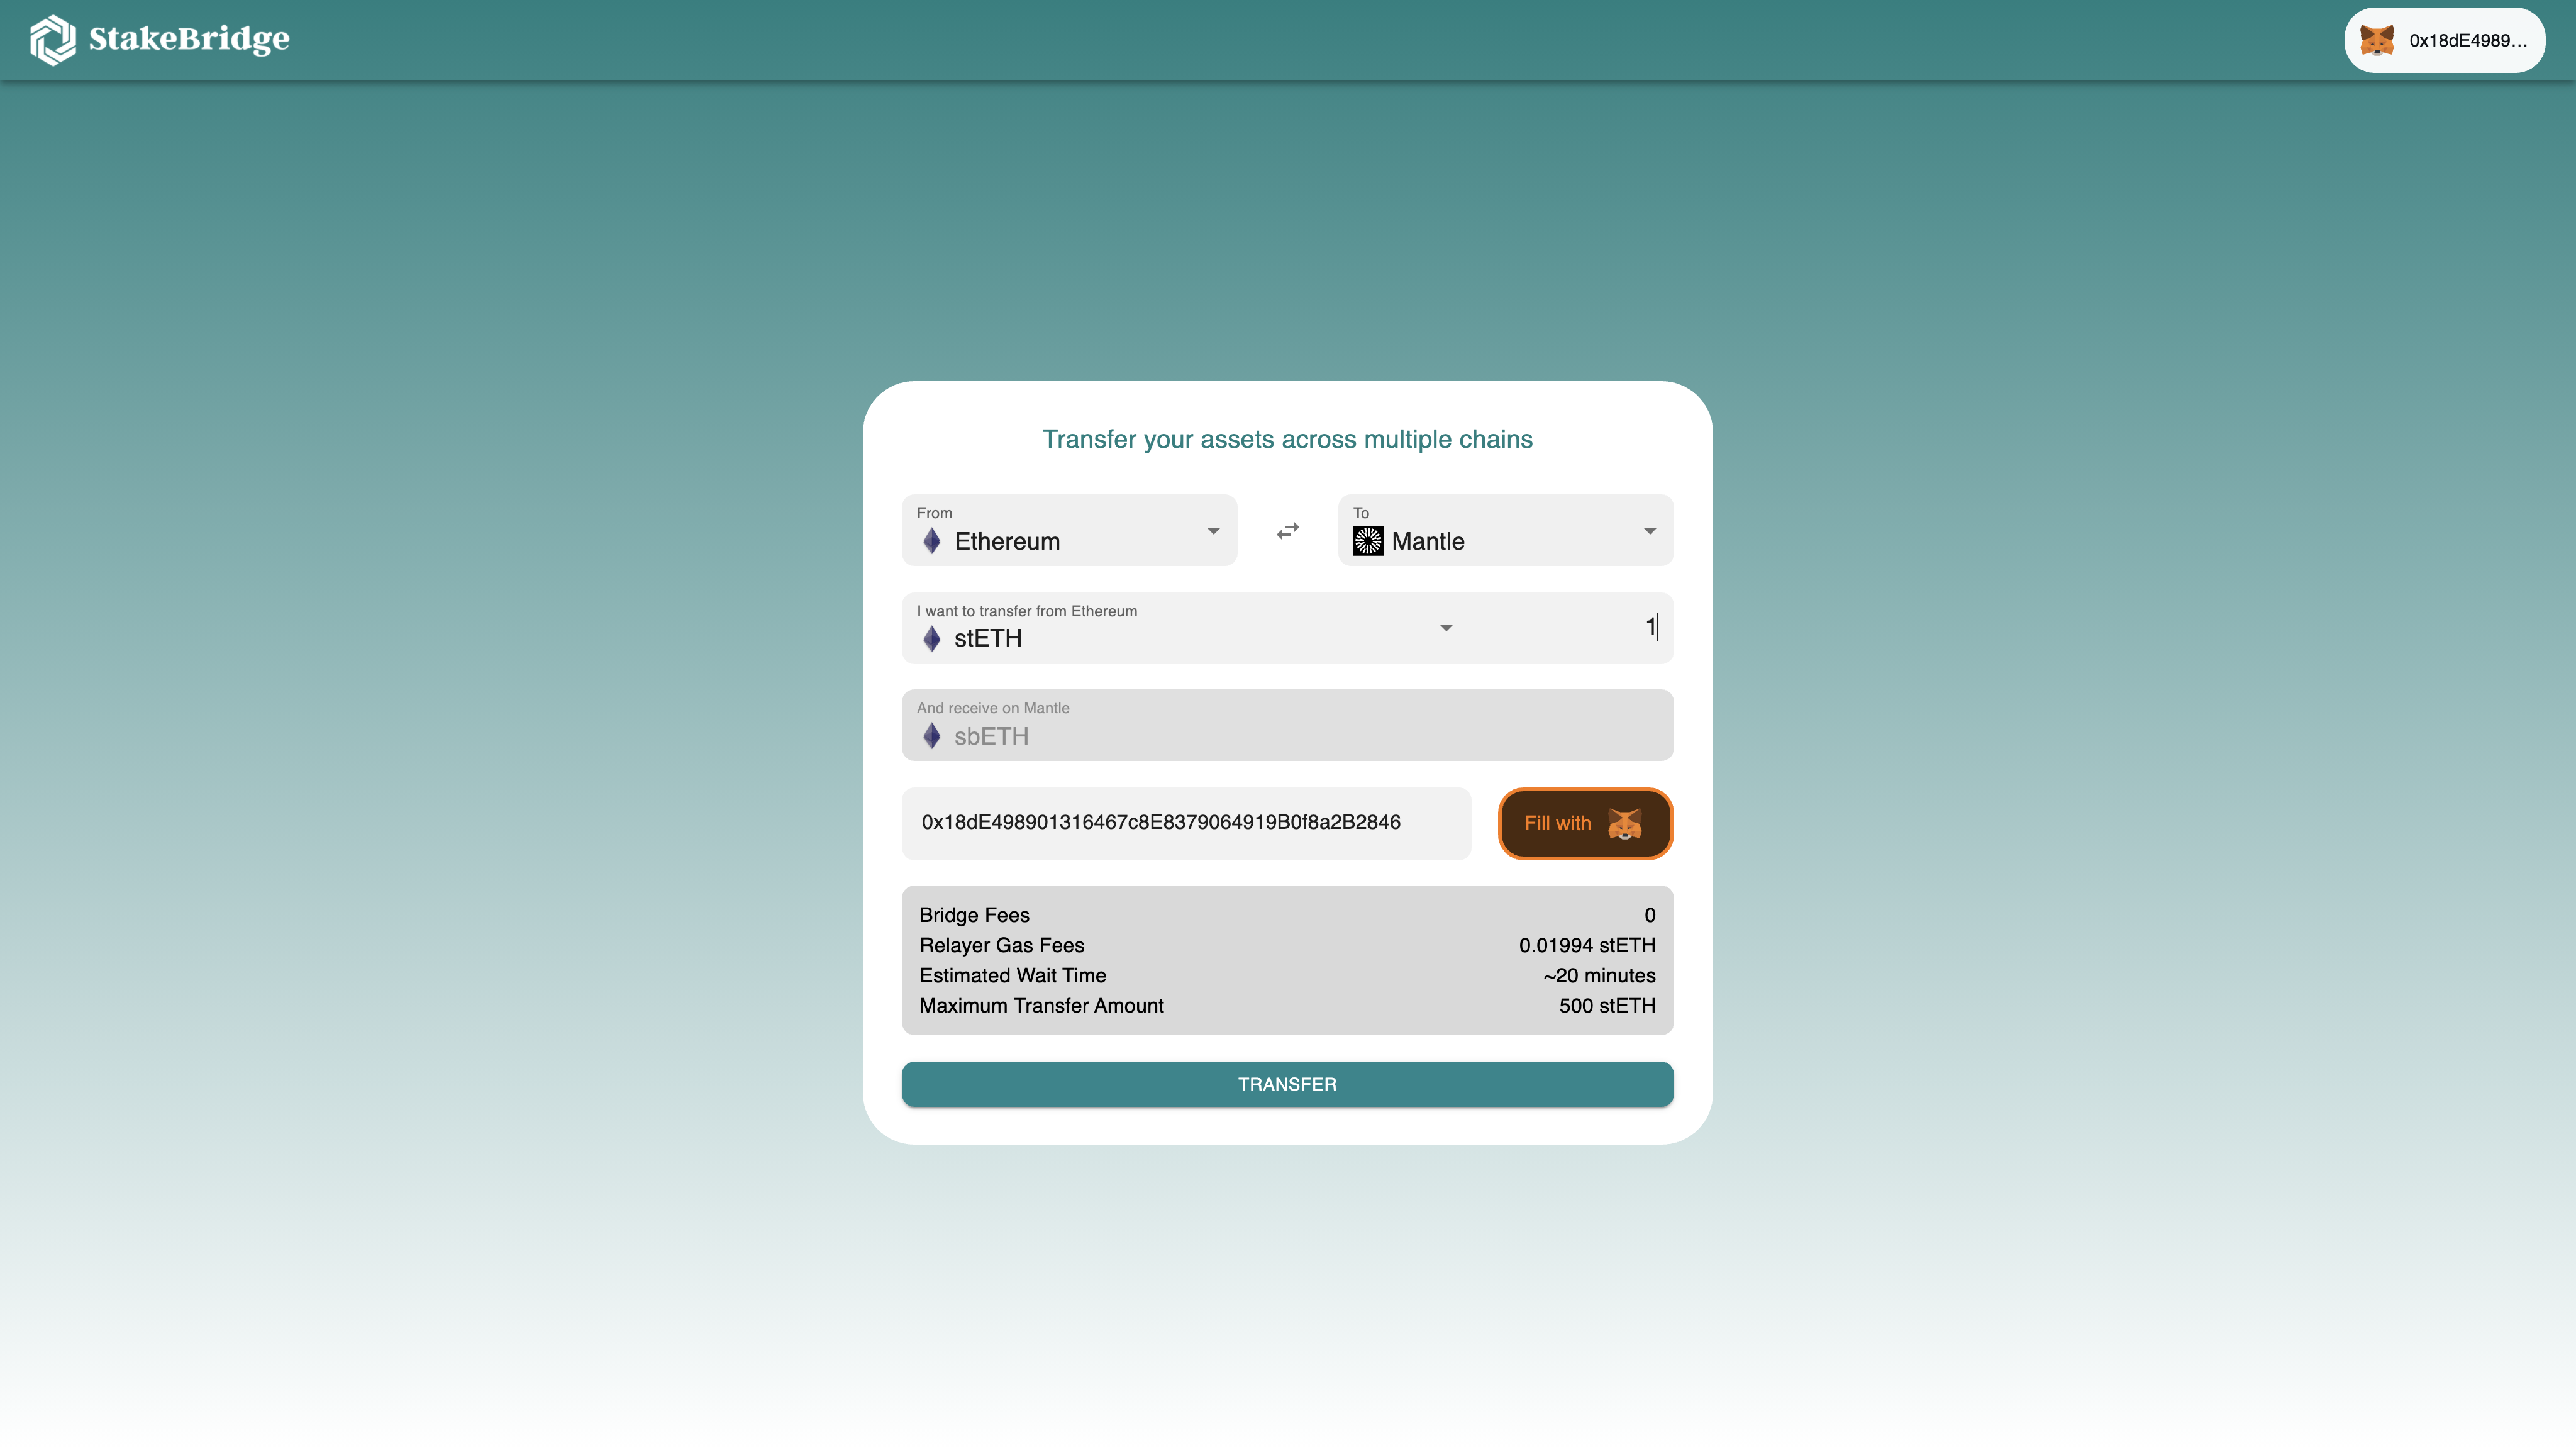 StakeBridge
0x18dE4989...
Transfer your assets across multiple chains
From
Ethereum
To
Mantle
I want to transfer from Ethereum
stETH
1
And receive on Mantle
sbETH
0x18dE498901316467c8E8379064919B0f8a2B2846
Fill with
Bridge Fees 0
Relayer Gas Fees 0.01994 stETH
Estimated Wait Time ~20 minutes
Maximum Transfer Amount 500 stETH
TRANSFER